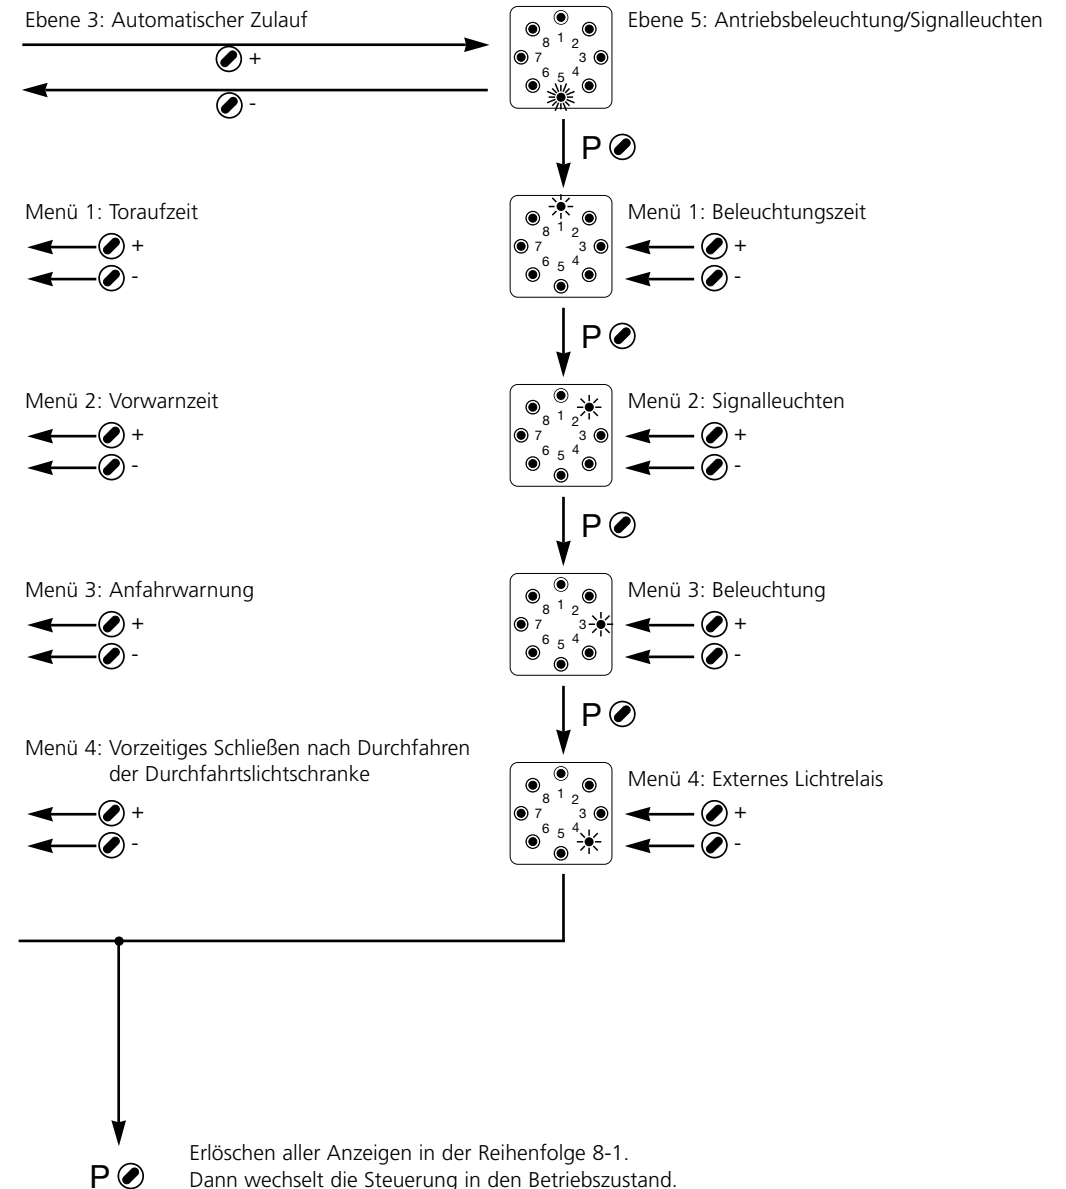 Ebene 3: Automatischer Zulauf
Ebene 5: Antriebsbeleuchtung/Signalleuchten
+
-
8 1 2
7 3
6 5 4
P
Menü 1: Toraufzeit
+
-
8 1 2
7 3
6 5 4
Menü 1: Beleuchtungszeit
+
-
P
Menü 2: Vorwarnzeit
+
-
8 1 2
7 3
6 5 4
Menü 2: Signalleuchten
+
-
P
Menü 3: Anfahrwarnung
+
-
8 1 2
7 3
6 5 4
Menü 3: Beleuchtung
+
-
P
Menü 4: Vorzeitiges Schließen nach Durchfahren
der Durchfahrtslichtschranke
+
-
8 1 2
7 3
6 5 4
Menü 4: Externes Lichtrelais
+
-
P
Erlöschen aller Anzeigen in der Reihenfolge 8-1.
Dann wechselt die Steuerung in den Betriebszustand.